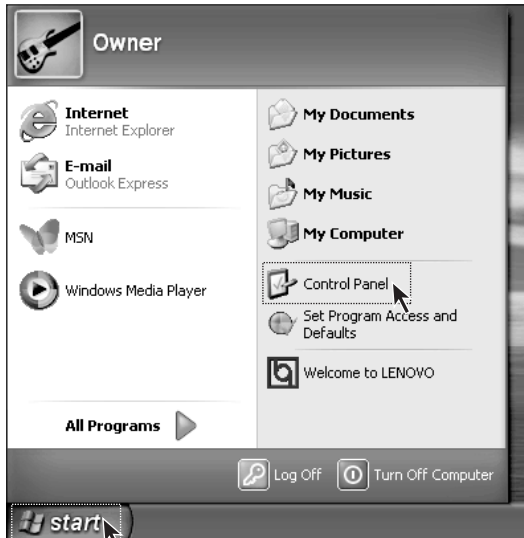 Owner
Internet
Internet Explorer
E-mail
Outlook Express
MSN
Windows Media Player
All Programs
My Documents
My Pictures
My Music
My Computer
Control Panel
Set Program Access and
Defaults
Welcome to LENOVO
Log Off
Turn Off Computer
start